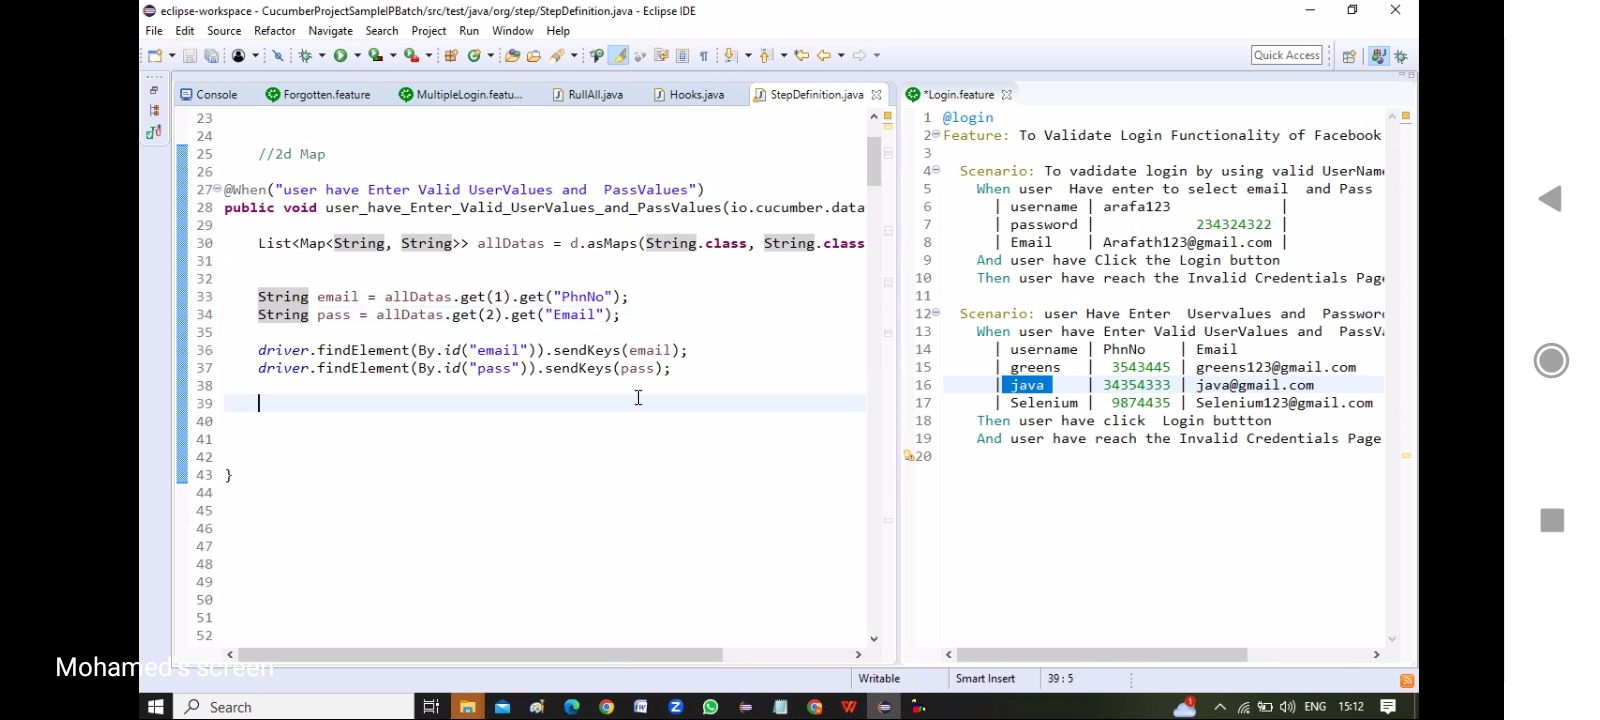 eclipse-workspace - CucumberProjectSampleIPBatch/src/test/java/org/step/StepDefinition.java - Eclipse IDE
File Edit Source Refactor Navigate Search Project Run Window Help
Quick Access
Console Forgotten.feature MultipleLogin.featu... RullAll.java Hooks.java StepDefinition.java
23
24
25 //2d Map
26
27 @When("user have Enter Valid UserValues and  PassValues")
28 public void user_have_Enter_Valid_UserValues_and_PassValues(io.cucumber.data
29
30 List<Map<String, String>> allDatas = d.asMaps(String.class, String.class
31
32
33 String email = allDatas.get(1).get("PhnNo");
34 String pass = allDatas.get(2).get("Email");
35
36 driver.findElement(By.id("email")).sendKeys(email);
37 driver.findElement(By.id("pass")).sendKeys(pass);
38
39
40
41
42
43 }
44
45
46
47
48
49
50
51
52
*Login.feature
1 @login
2 Feature: To Validate Login Functionality of Facebook
3
4 Scenario: To vadidate login by using valid UserName
5 When user  Have enter to select email  and Pass
6 | username | arafa123 |
7 | password | 234324322 |
8 | Email | Arafath123@gmail.com |
9 And user have Click the Login button
10 Then user have reach the Invalid Credentials Page
11
12 Scenario: user Have Enter  Uservalues and  Password
13 When user have Enter Valid UserValues and  PassVa
14 | username | PhnNo | Email
15 | greens | 3543445 | greens123@gmail.com
16 | java | 34354333 | java@gmail.com
17 | Selenium | 9874435 | Selenium123@gmail.com
18 Then user have click  Login buttton
19 And user have reach the Invalid Credentials Page
20
Mohamed's screen
Writable Smart Insert 39 : 5
Search
1
ENG 15:12